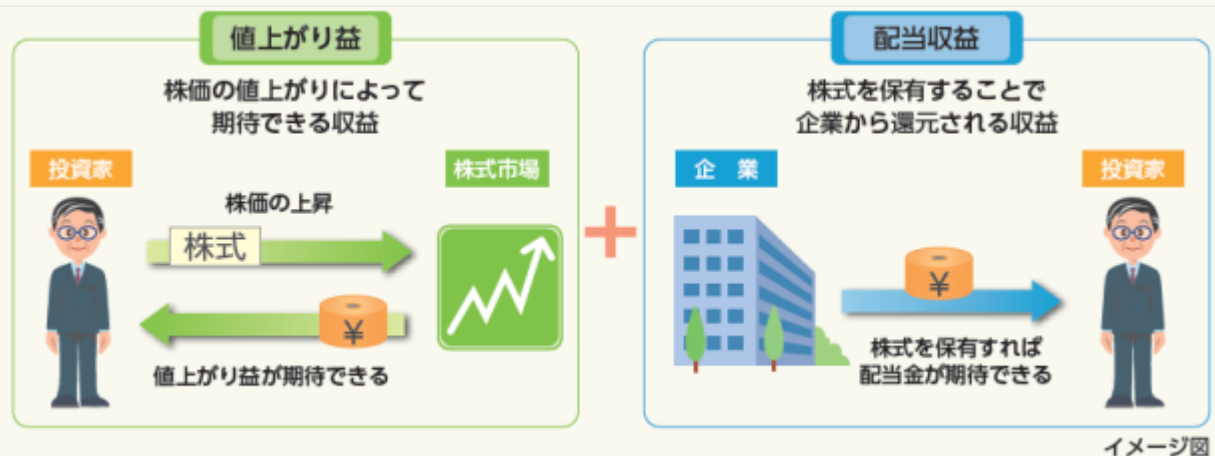 値上がり益
株価の値上がりによって
期待できる収益
投資家
株式市場
株価の上昇
株式
¥
値上がり益が期待できる
+
配当収益
株式を保有することで
企業から還元される収益
企業
投資家
¥
株式を保有すれば
配当金が期待できる
イメージ図